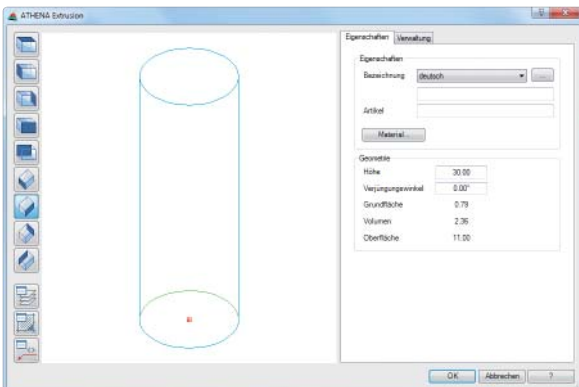 ATHENA Extrusion
Eigenschaften Verwaltung
Eigenschaften
Bezeichnung deutsch ...
Artikel
Material...
Geometrie
Höhe 30.00
Verjüngungswinkel 0.00°
Grundfläche 0.79
Volumen 2.36
Oberfläche 11.00
OK Abbrechen ?